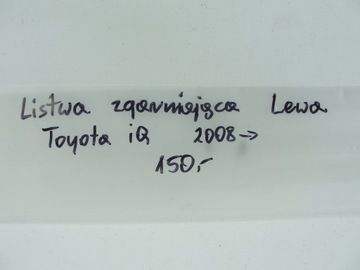 Listwa zgarniająca Lewa
Toyota iQ 2008->
150,-